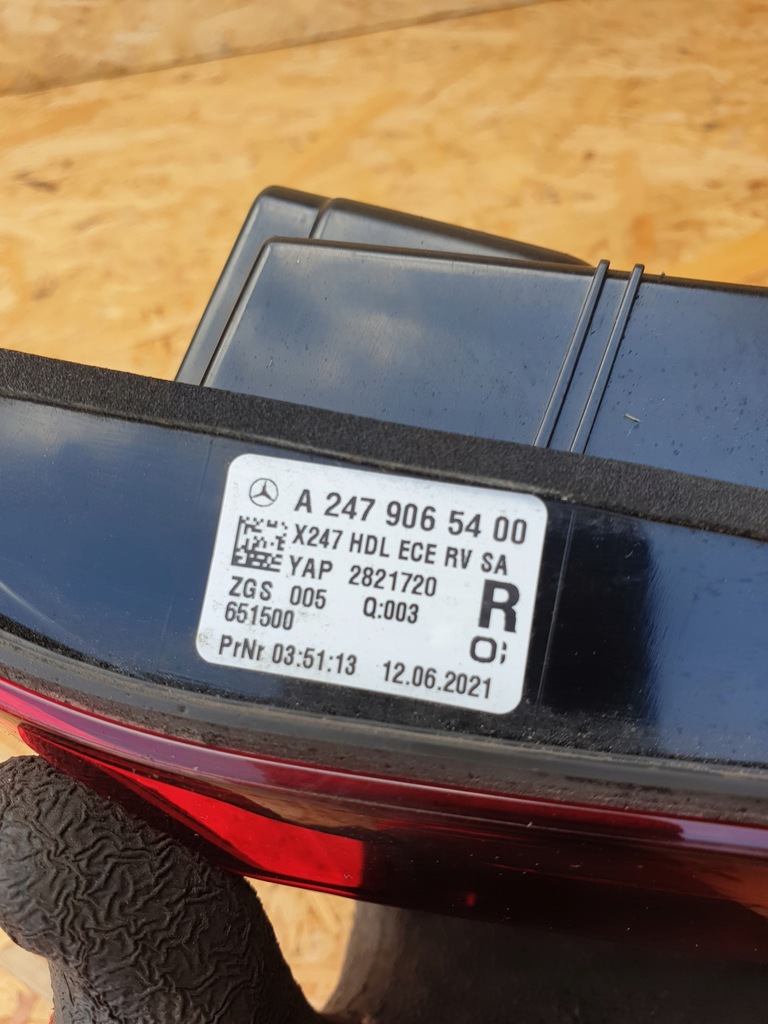 A 247 906 54 00
X247 HDL ECE RV SA
YAP 2821720
ZGS 005 Q:003 R
651500 O;
PrNr 03:51:13 12.06.2021